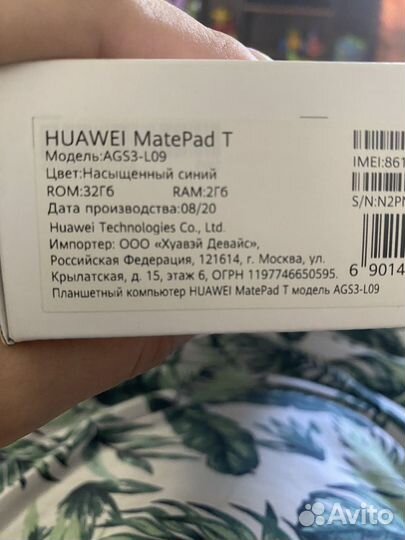 HUAWEI MatePad T
Модель:AGS3-L09
Цвет:Насыщенный синий
ROM:32Гб RAM:2Гб
Дата производства:08/20
Huawei Technologies Co., Ltd.
Импортер: ООО «Хуавэй Девайс»,
Российская Федерация, 121614, г. Москва, ул.
Крылатская, д. 15, этаж 6, ОГРН 1197746650595.
Планшетный компьютер HUAWEI MatePad T модель AGS3-L09
IMEI:861
S/N:N2PN
6 9014
Avito